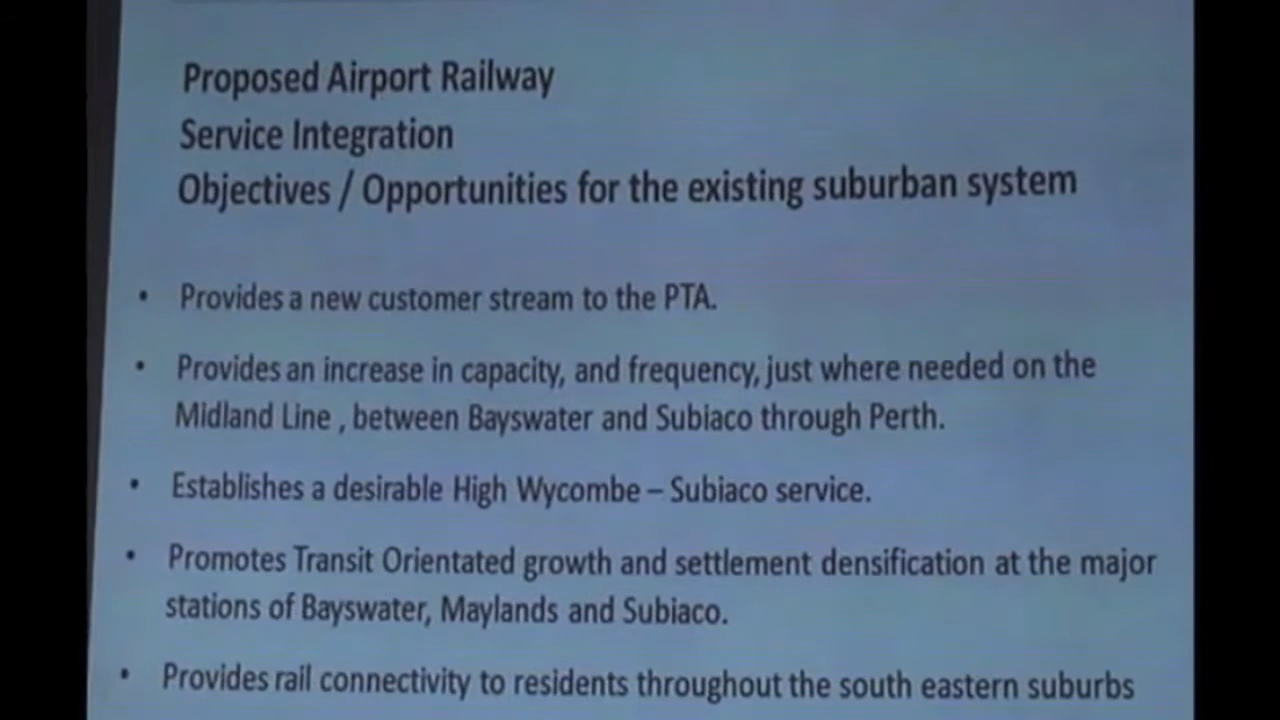 Proposed Airport Railway
Service Integration
Objectives / Opportunities for the existing suburban system
• Provides a new customer stream to the PTA.
• Provides an increase in capacity, and frequency, just where needed on the
Midland Line , between Bayswater and Subiaco through Perth.
• Establishes a desirable High Wycombe – Subiaco service.
• Promotes Transit Orientated growth and settlement densification at the major
stations of Bayswater, Maylands and Subiaco.
• Provides rail connectivity to residents throughout the south eastern suburbs